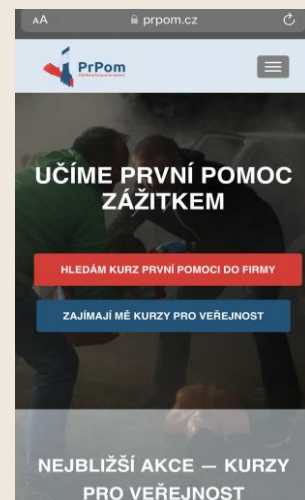 AA
prpom.cz
PrPom
UČÍME PRVNÍ POMOC
ZÁŽITKEM
HLEDÁM KURZ PRVNÍ POMOCI DO FIRMY
ZAJÍMAJÍ MĚ KURZY PRO VEŘEJNOST
NEJBLIŽŠÍ AKCE — KURZY
PRO VEŘEJNOST